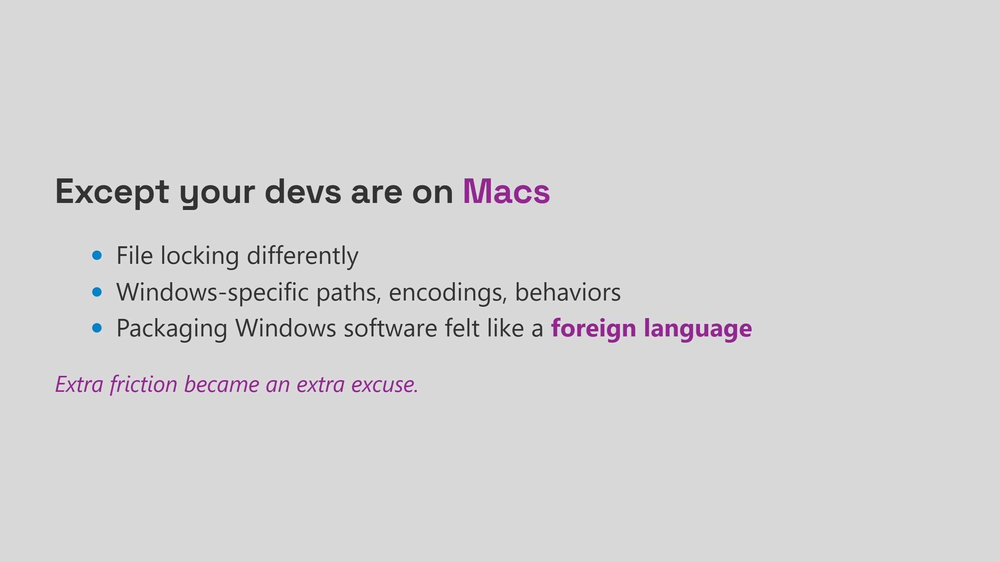 Except your devs are on Macs
File locking differently
Windows-specific paths, encodings, behaviors
Packaging Windows software felt like a foreign language
Extra friction became an extra excuse.